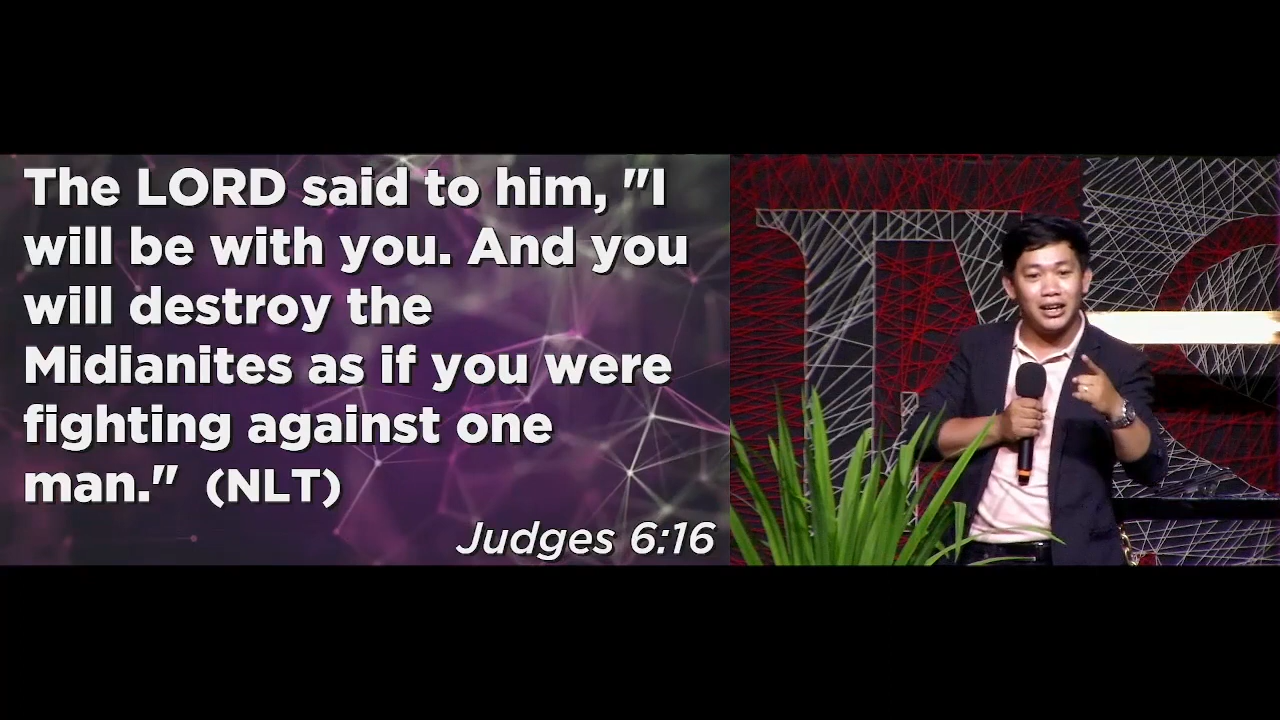 The LORD said to him, "I
will be with you. And you
will destroy the
Midianites as if you were
fighting against one
man." (NLT)
Judges 6:16